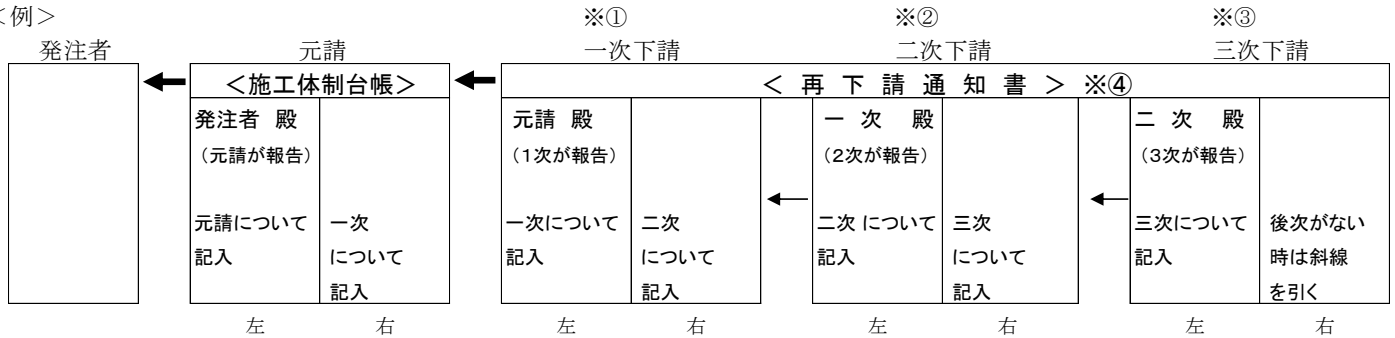 <例>
※① ※② ※③
発注者 元請 一次下請 二次下請 三次下請
<施工体制台帳> < 再 下 請 通 知 書 > ※④
発注者 殿 元請 殿 一 次 殿 二 次 殿
(元請が報告) (1次が報告) (2次が報告) (3次が報告)
元請について 一次 一次について 二次 二次 について 三次 三次について 後次がない
記入 について 記入 について 記入 について 記入 時は斜線
記入 記入 記入 を引く
左 右 左 右 左 右 左 右